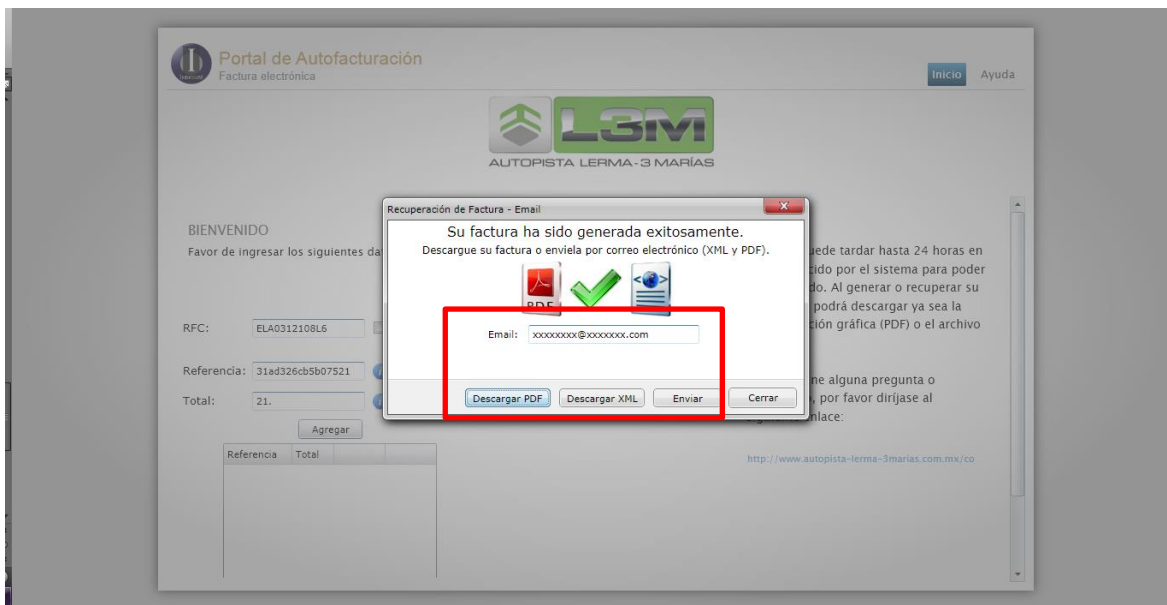 Portal de Autofacturación
Factura electrónica
Inicio Ayuda
L3M
AUTOPISTA LERMA-3 MARÍAS
Recuperación de Factura - Email
Su factura ha sido generada exitosamente.
Descargue su factura o enviela por correo electrónico (XML y PDF).
PDF
Email: xxxxxxxx@xxxxxxx.com
Descargar PDF Descargar XML Enviar Cerrar
BIENVENIDO
Favor de ingresar los siguientes
RFC: ELA0312108L6
Referencia: 31ad326cb5b07521
Total: 21.
Agregar
Referencia Total
uede tardar hasta 24 horas en
cido por el sistema para poder
do. Al generar o recuperar su
podrá descargar ya sea la
ción gráfica (PDF) o el archivo
ne alguna pregunta o
, por favor diríjase al
enlace:
http://www.autopista-lerma-3marias.com.mx/co